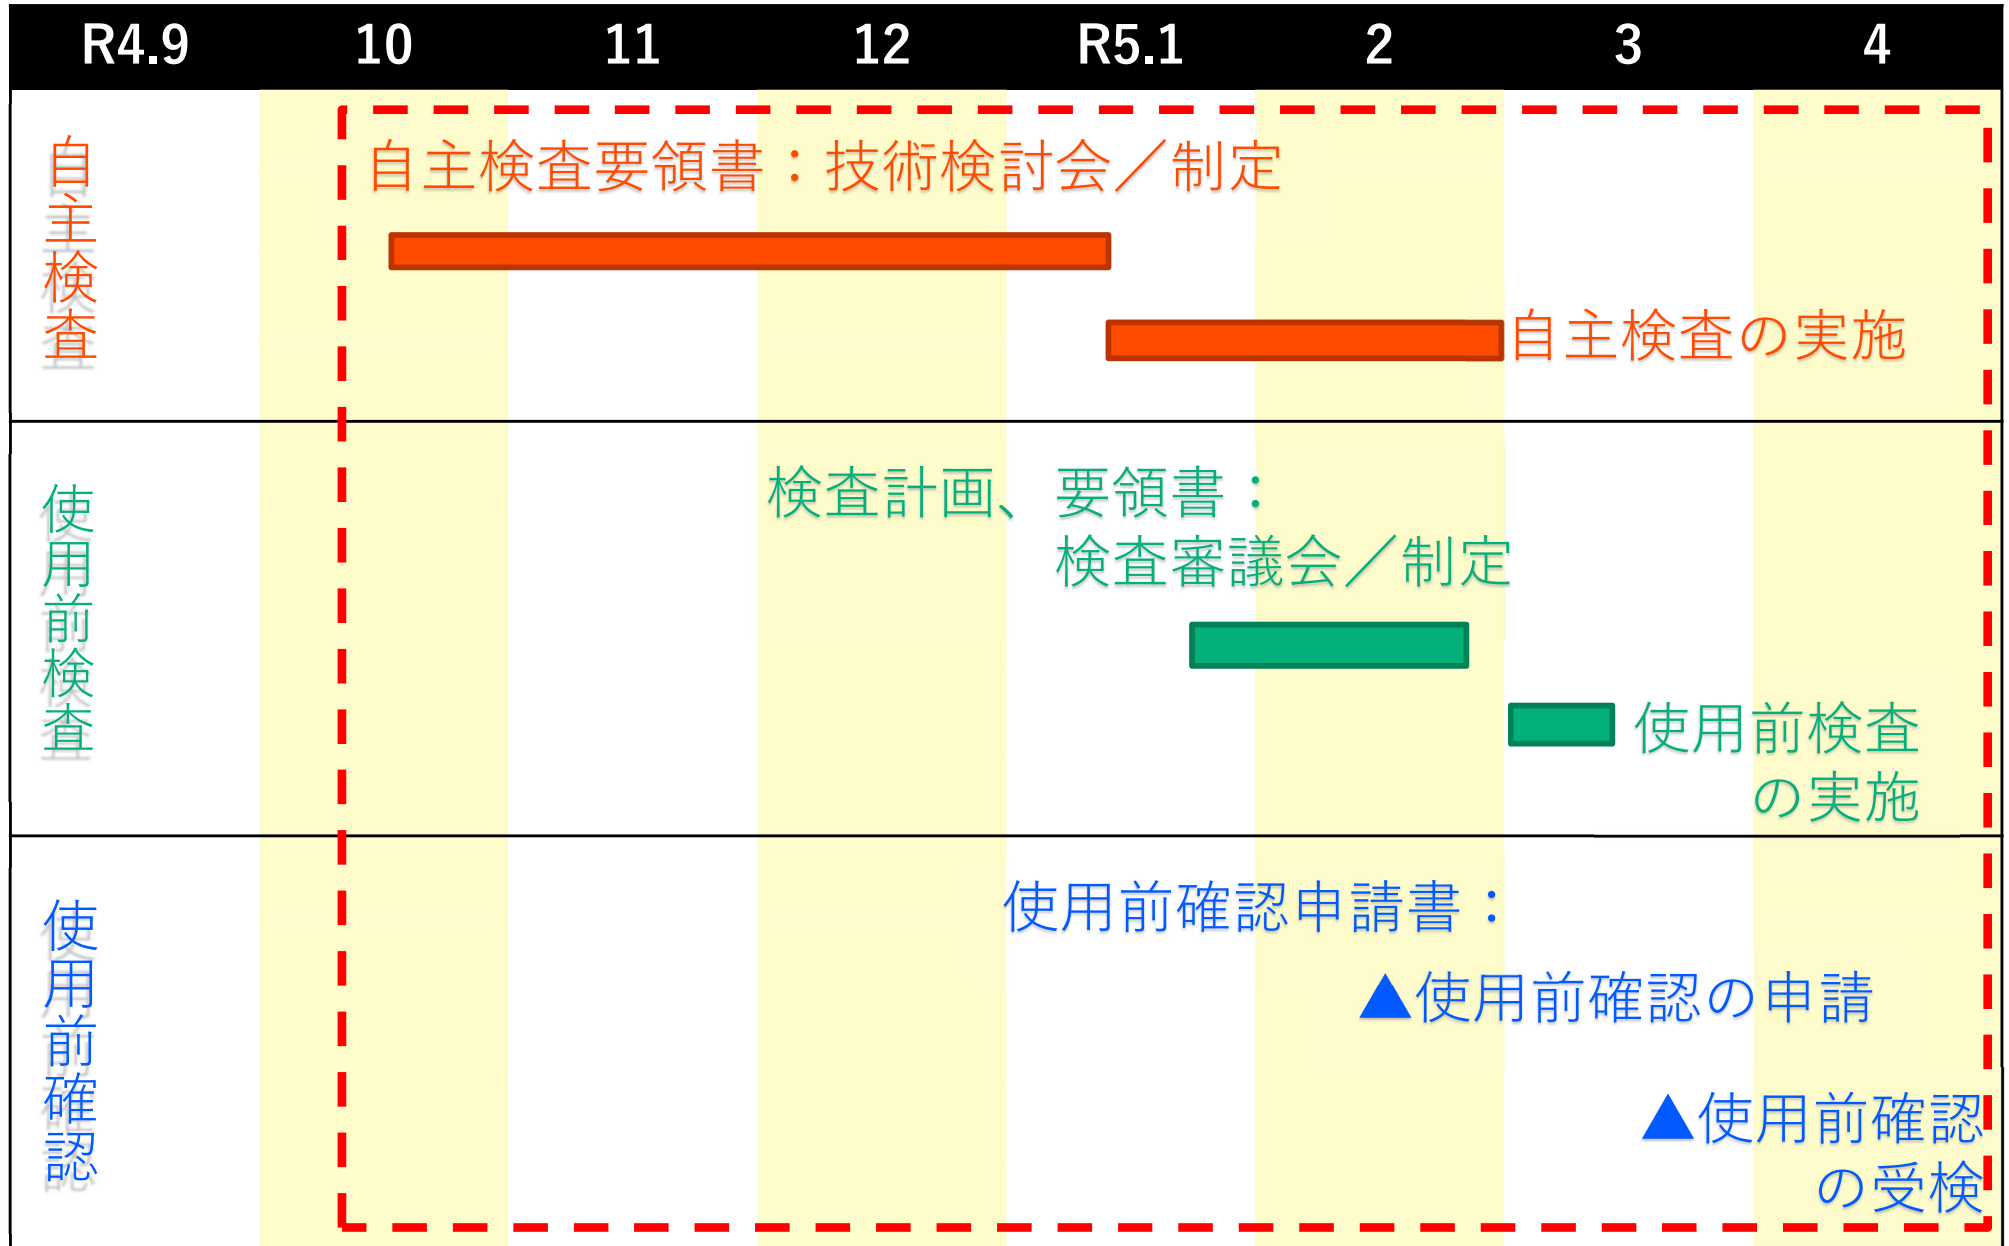 R4.9 10 11 12 R5.1 2 3 4
自主検査
自主検査要領書：技術検討会／制定
自主検査の実施
使用前検査
検査計画、要領書：
検査審議会／制定
使用前検査
の実施
使用前確認
使用前確認申請書：
▲使用前確認の申請
▲使用前確認
の受検